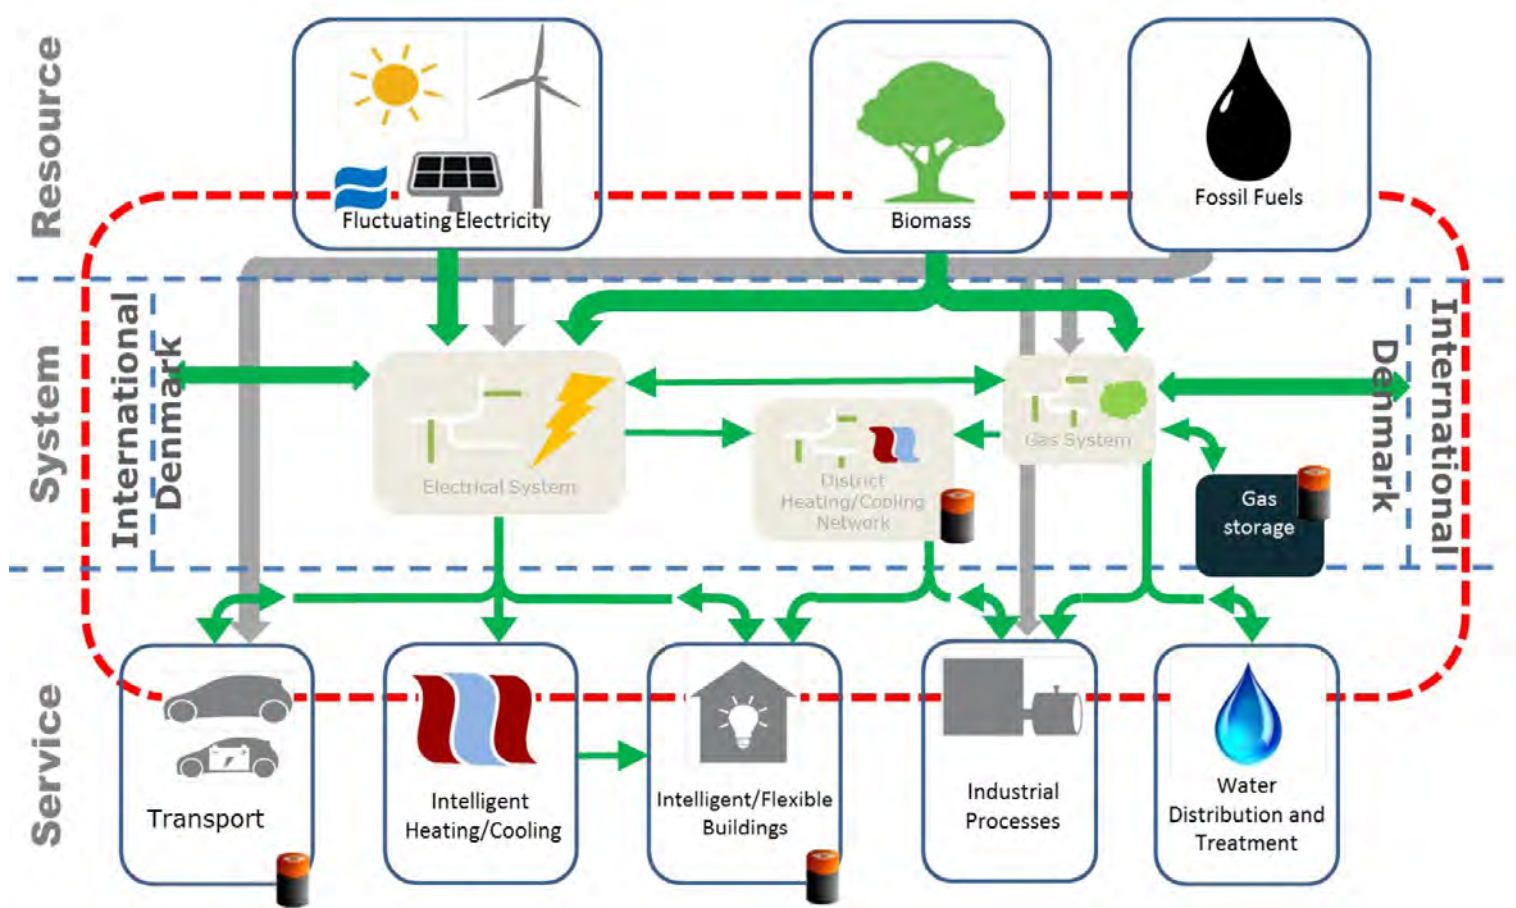 Resource
Fluctuating Electricity
Biomass
Fossil Fuels
System
International
Denmark
Electrical System
District
Heating/Cooling
Network
Gas System
Gas
storage
Denmark
International
Service
Transport
Intelligent
Heating/Cooling
Intelligent/Flexible
Buildings
Industrial
Processes
Water
Distribution and
Treatment